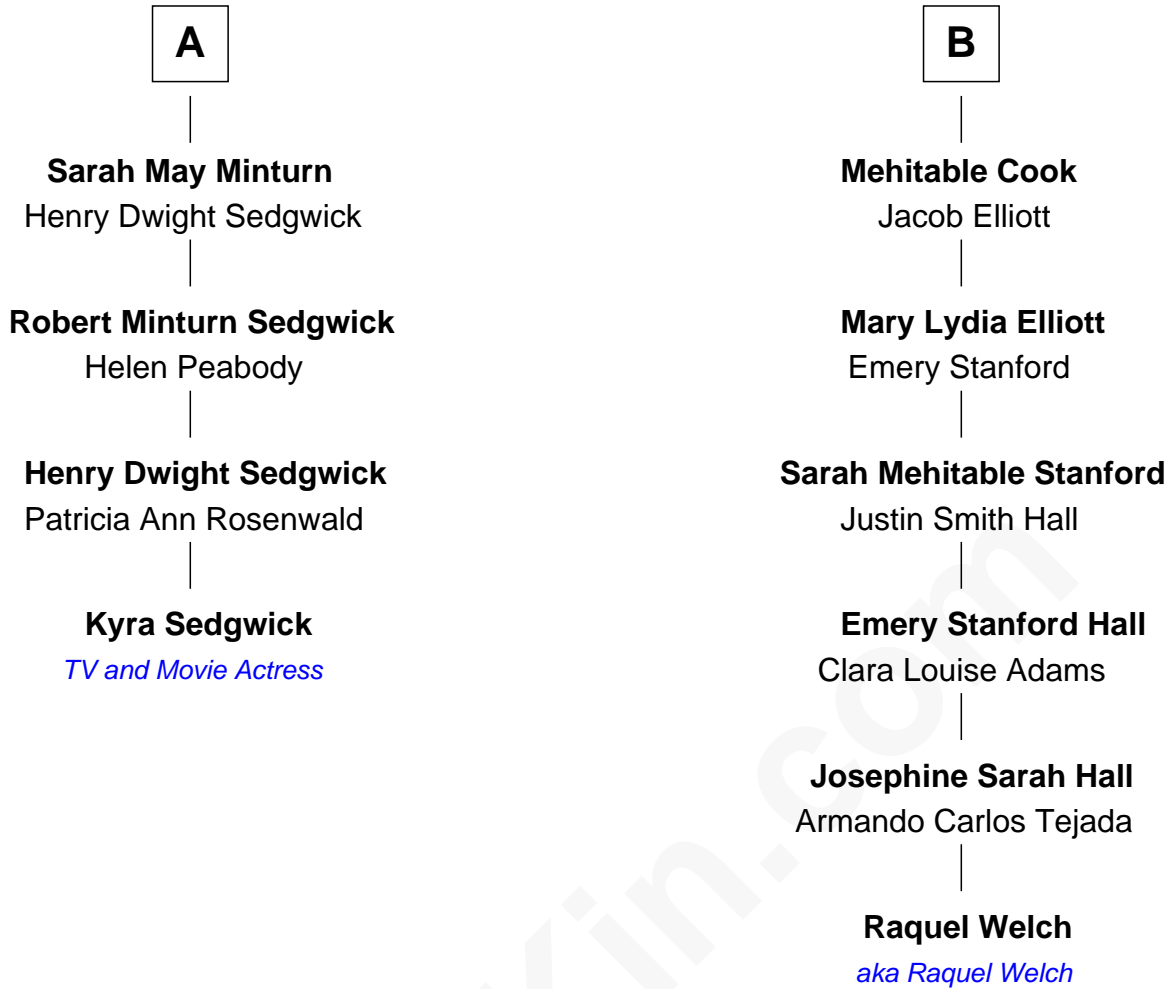 A
Sarah May Minturn
Henry Dwight Sedgwick
Robert Minturn Sedgwick
Helen Peabody
Henry Dwight Sedgwick
Patricia Ann Rosenwald
Kyra Sedgwick
TV and Movie Actress
B
Mehitable Cook
Jacob Elliott
Mary Lydia Elliott
Emery Stanford
Sarah Mehitable Stanford
Justin Smith Hall
Emery Stanford Hall
Clara Louise Adams
Josephine Sarah Hall
Armando Carlos Tejada
Raquel Welch
aka Raquel Welch